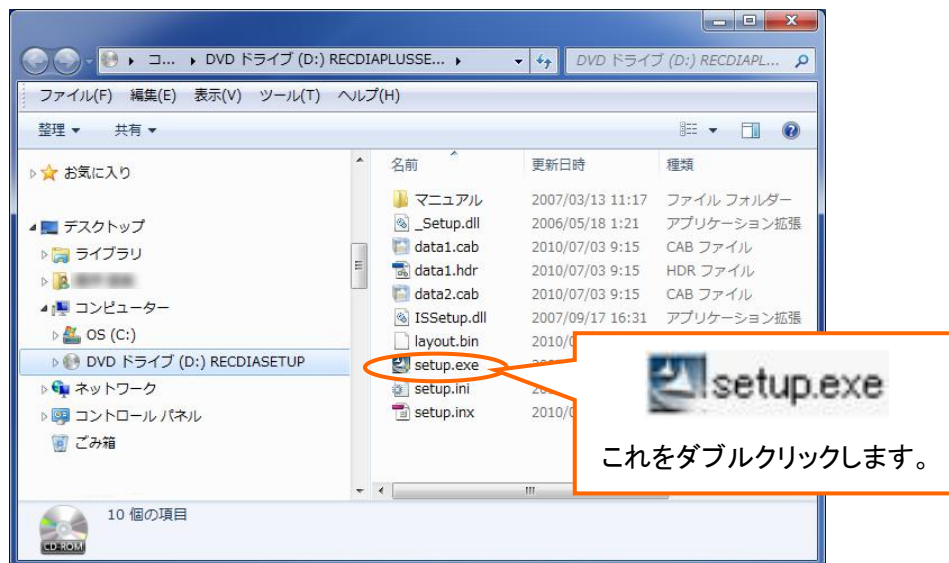 コ... DVD ドライブ (D:) RECDIAPLUSSE...
DVD ドライブ (D:) RECDIAPL...
ファイル(F) 編集(E) 表示(V) ツール(T) ヘルプ(H)
整理 共有
お気に入り
デスクトップ
ライブラリ
コンピューター
OS (C:)
DVD ドライブ (D:) RECDIASETUP
ネットワーク
コントロール パネル
ごみ箱
名前 更新日時 種類
マニュアル 2007/03/13 11:17 ファイル フォルダー
_Setup.dll 2006/05/18 1:21 アプリケーション拡張
data1.cab 2010/07/03 9:15 CAB ファイル
data1.hdr 2010/07/03 9:15 HDR ファイル
data2.cab 2010/07/03 9:15 CAB ファイル
ISSetup.dll 2007/09/17 16:31 アプリケーション拡張
layout.bin 2010/0
setup.exe
setup.ini
setup.inx 2010/0
setup.exe
これをダブルクリックします。
10 個の項目
CD-ROM